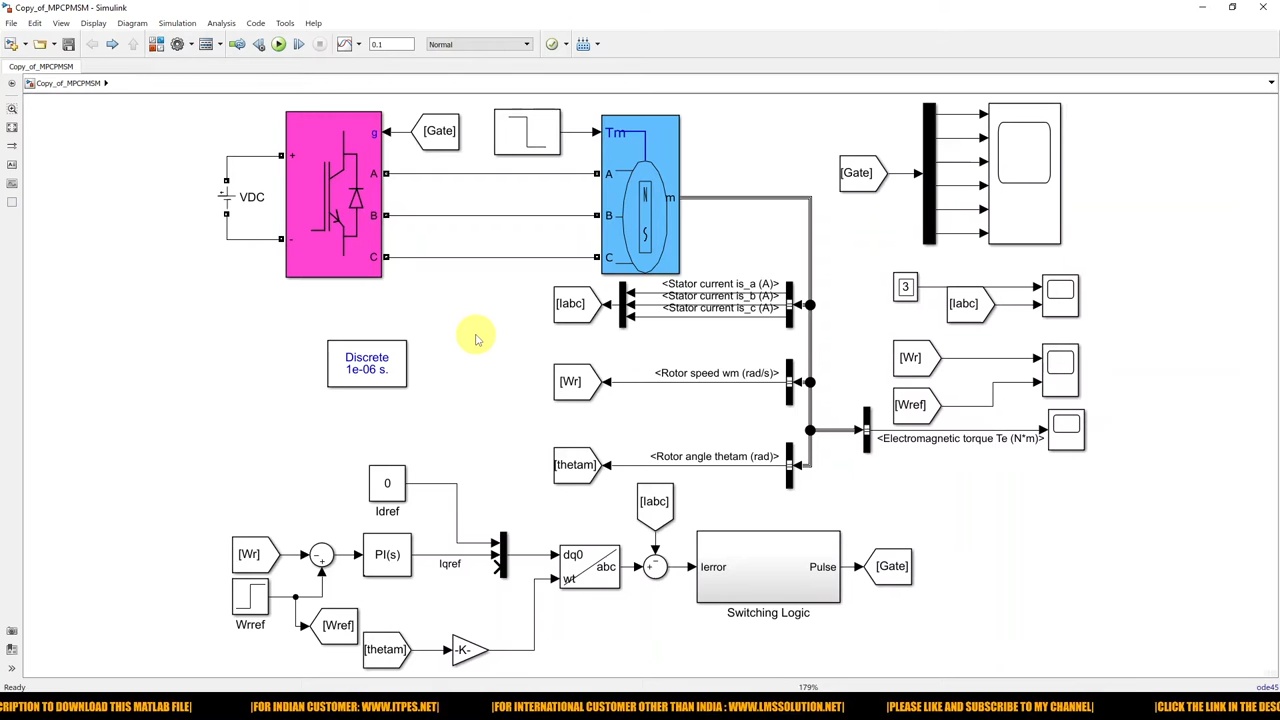 Copy_of_MPCPMSM - Simulink
File Edit View Display Diagram Simulation Analysis Code Tools Help
0.1 Normal
Copy_of_MPCPMSM
Copy_of_MPCPMSM
[Gate]
g
Tm
+
A
A
[Gate]
VDC
m
B
B
-
C
C
<Stator current is_a (A)>
<Stator current is_b (A)>
<Stator current is_c (A)>
[Iabc]
3
[Iabc]
N
S
Discrete
1e-06 s.
[Wr]
<Rotor speed wm (rad/s)>
[Wr]
[Wref]
<Electromagnetic torque Te (N*m)>
[thetam]
<Rotor angle thetam (rad)>
0
Idref
[Iabc]
[Wr]
PI(s)
Iqref
dq0
abc
wt
Ierror
Pulse
[Gate]
Switching Logic
Wrref
[Wref]
[thetam]
-K-
Ready
179%
ode45
CRIPTION TO DOWNLOAD THIS MATLAB FILE| |FOR INDIAN CUSTOMER: WWW.ITPES.NET| |FOR INTERNATIONAL CUSTOMER OTHER THAN INDIA : WWW.LMSSOLUTION.NET| |PLEASE LIKE AND SUBSCRIBE TO MY CHANNEL| |CLICK THE LINK IN THE DES